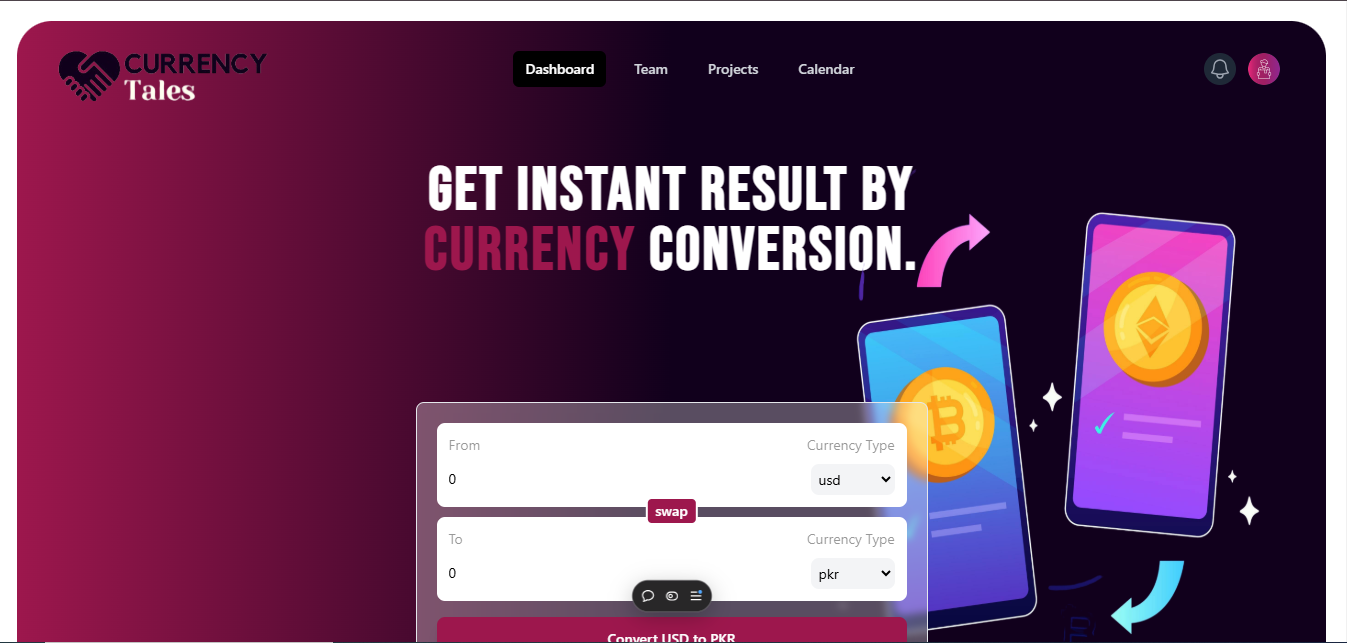 CURRENCY
Tales
Dashboard
Team
Projects
Calendar
GET INSTANT RESULT BY
CURRENCY CONVERSION.
From
Currency Type
0
usd
swap
To
Currency Type
0
pkr
Convert USD to PKR